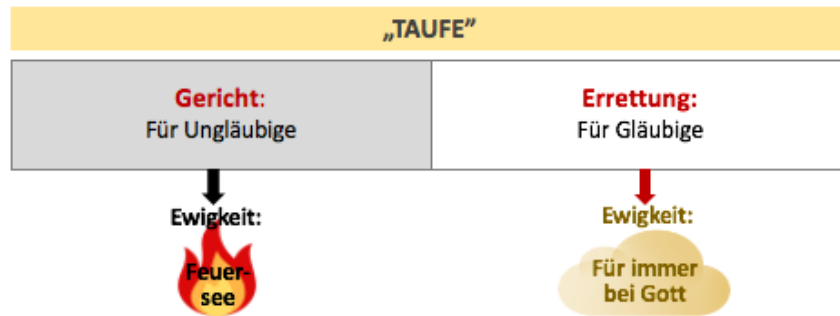 „TAUFE”
Gericht:
Für Ungläubige
Errettung:
Für Gläubige
Ewigkeit:
Feuer-
see
Ewigkeit:
Für immer
bei Gott